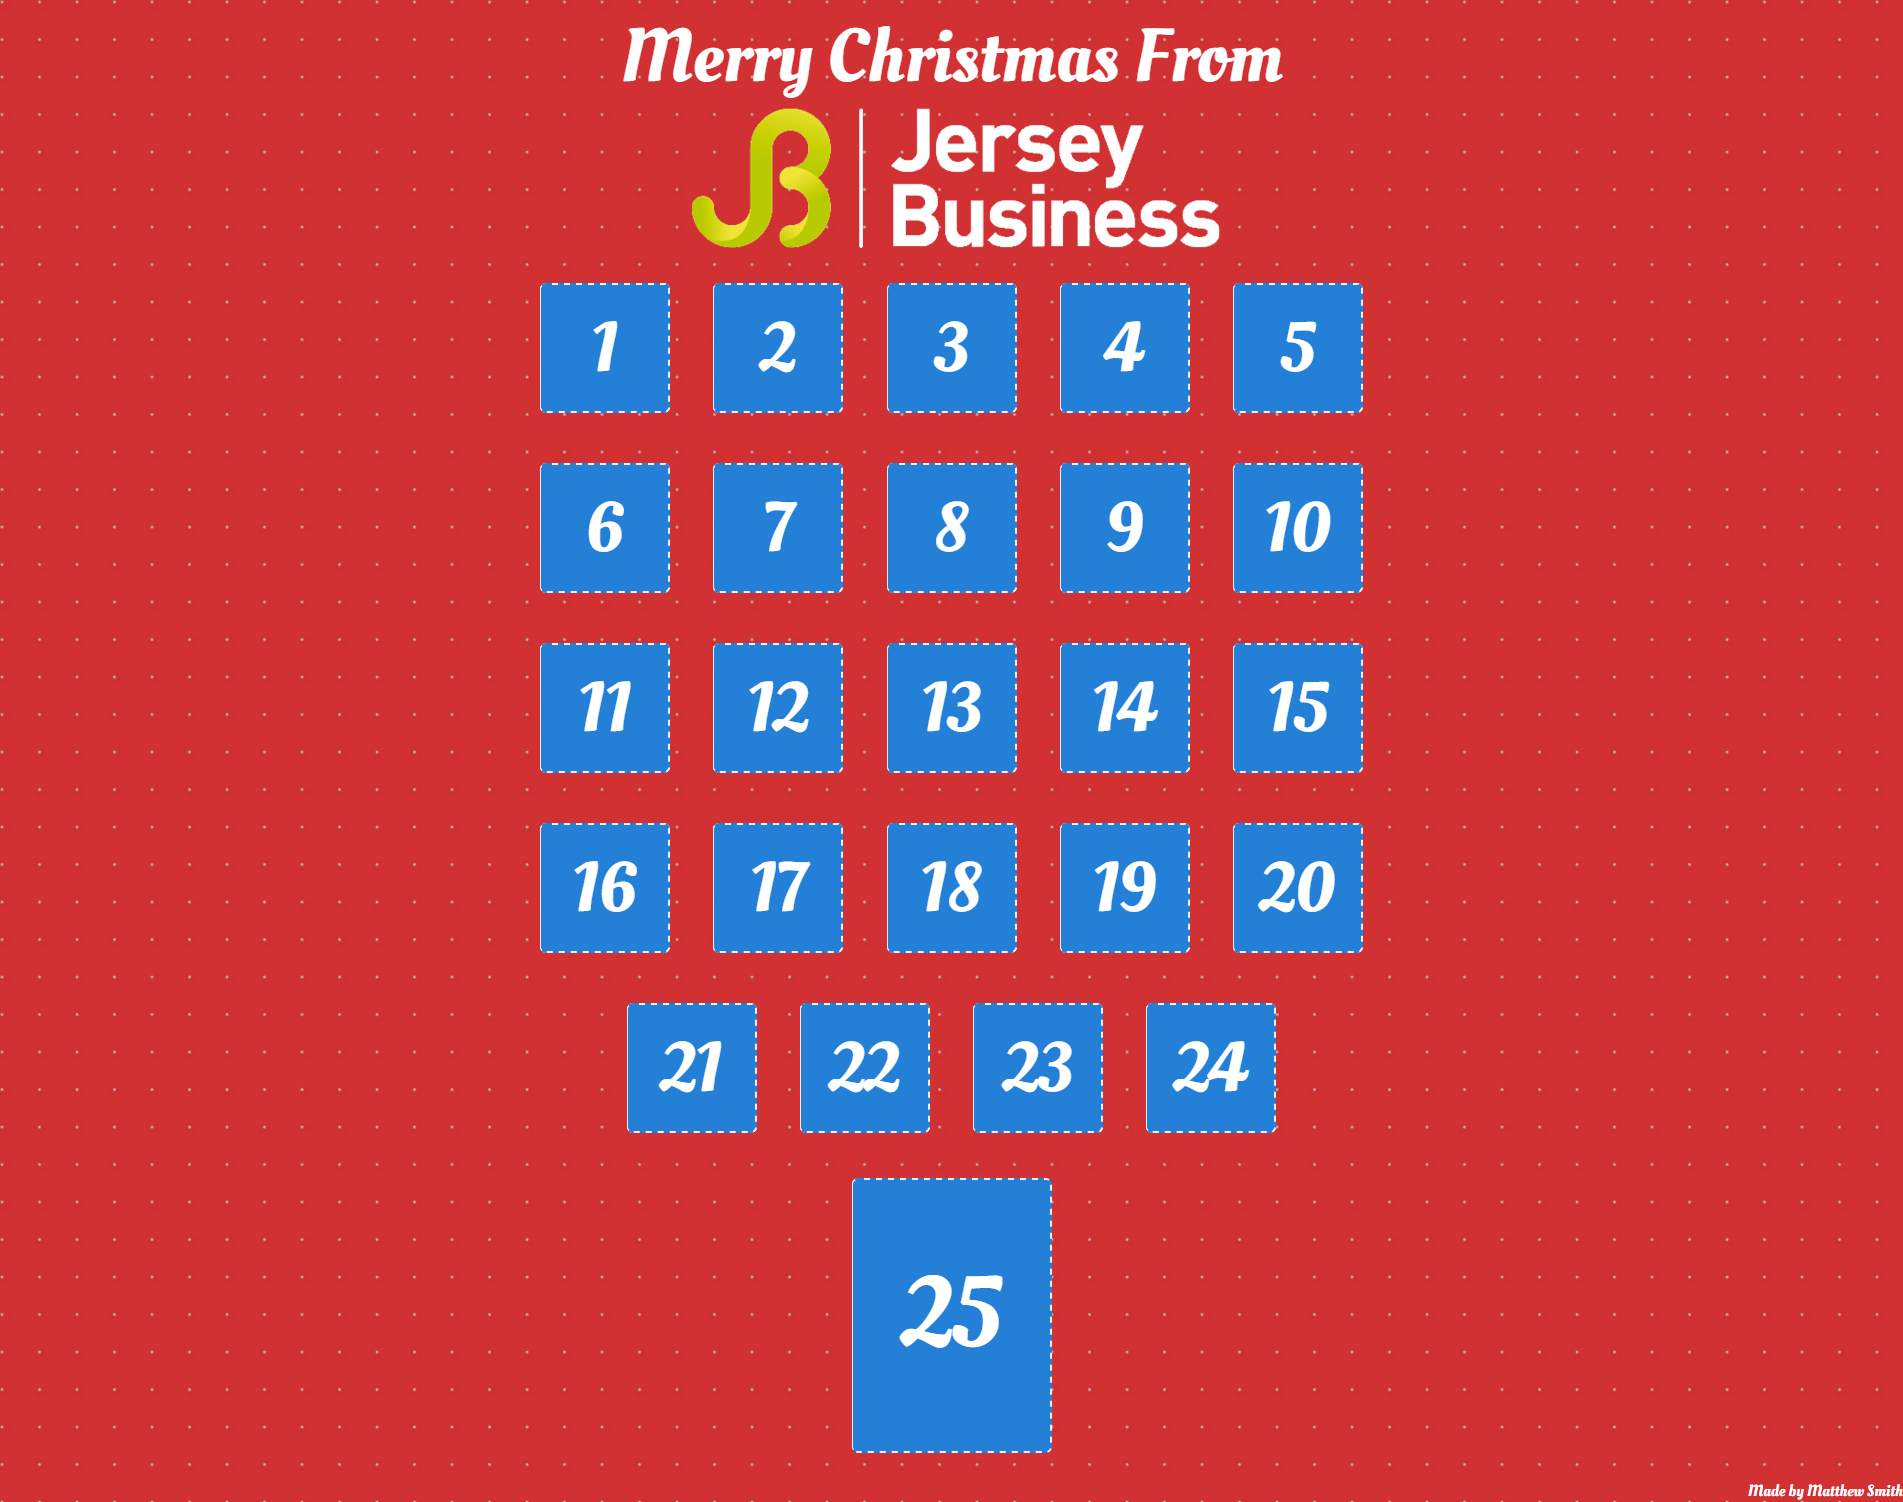 Merry Christmas From
JB
Jersey
Business
1 2 3 4 5
6 7 8 9 10
11 12 13 14 15
16 17 18 19 20
21 22 23 24
25
Made by Matthew Smith